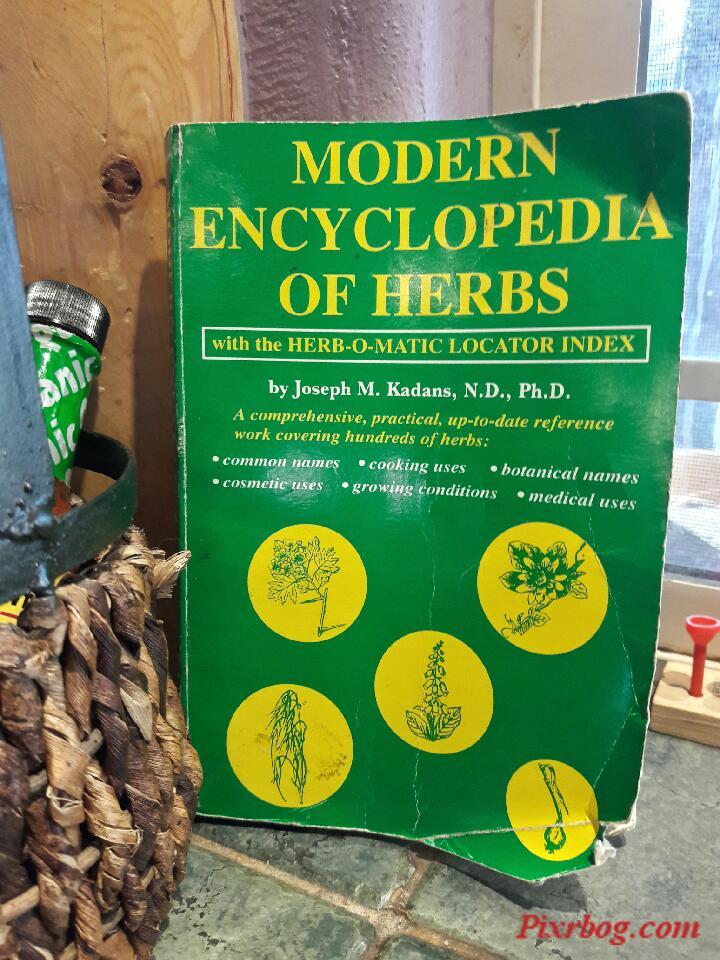 MODERN
ENCYCLOPEDIA
OF HERBS
with the HERB-O-MATIC LOCATOR INDEX
by Joseph M. Kadans, N.D., Ph.D.
A comprehensive, practical, up-to-date reference
work covering hundreds of herbs:
• common names • cooking uses • botanical names
• cosmetic uses • growing conditions • medical uses
anic
Pixrbog.com